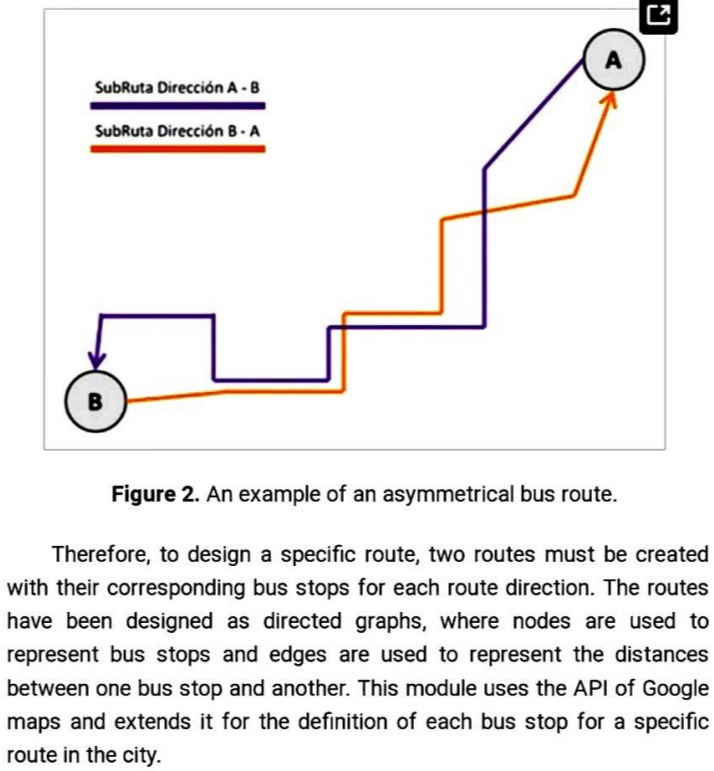 A
SubRuta Dirección A - B
SubRuta Dirección B - A
B
Figure 2. An example of an asymmetrical bus route.
Therefore, to design a specific route, two routes must be created
with their corresponding bus stops for each route direction. The routes
have been designed as directed graphs, where nodes are used to
represent bus stops and edges are used to represent the distances
between one bus stop and another. This module uses the API of Google
maps and extends it for the definition of each bus stop for a specific
route in the city.